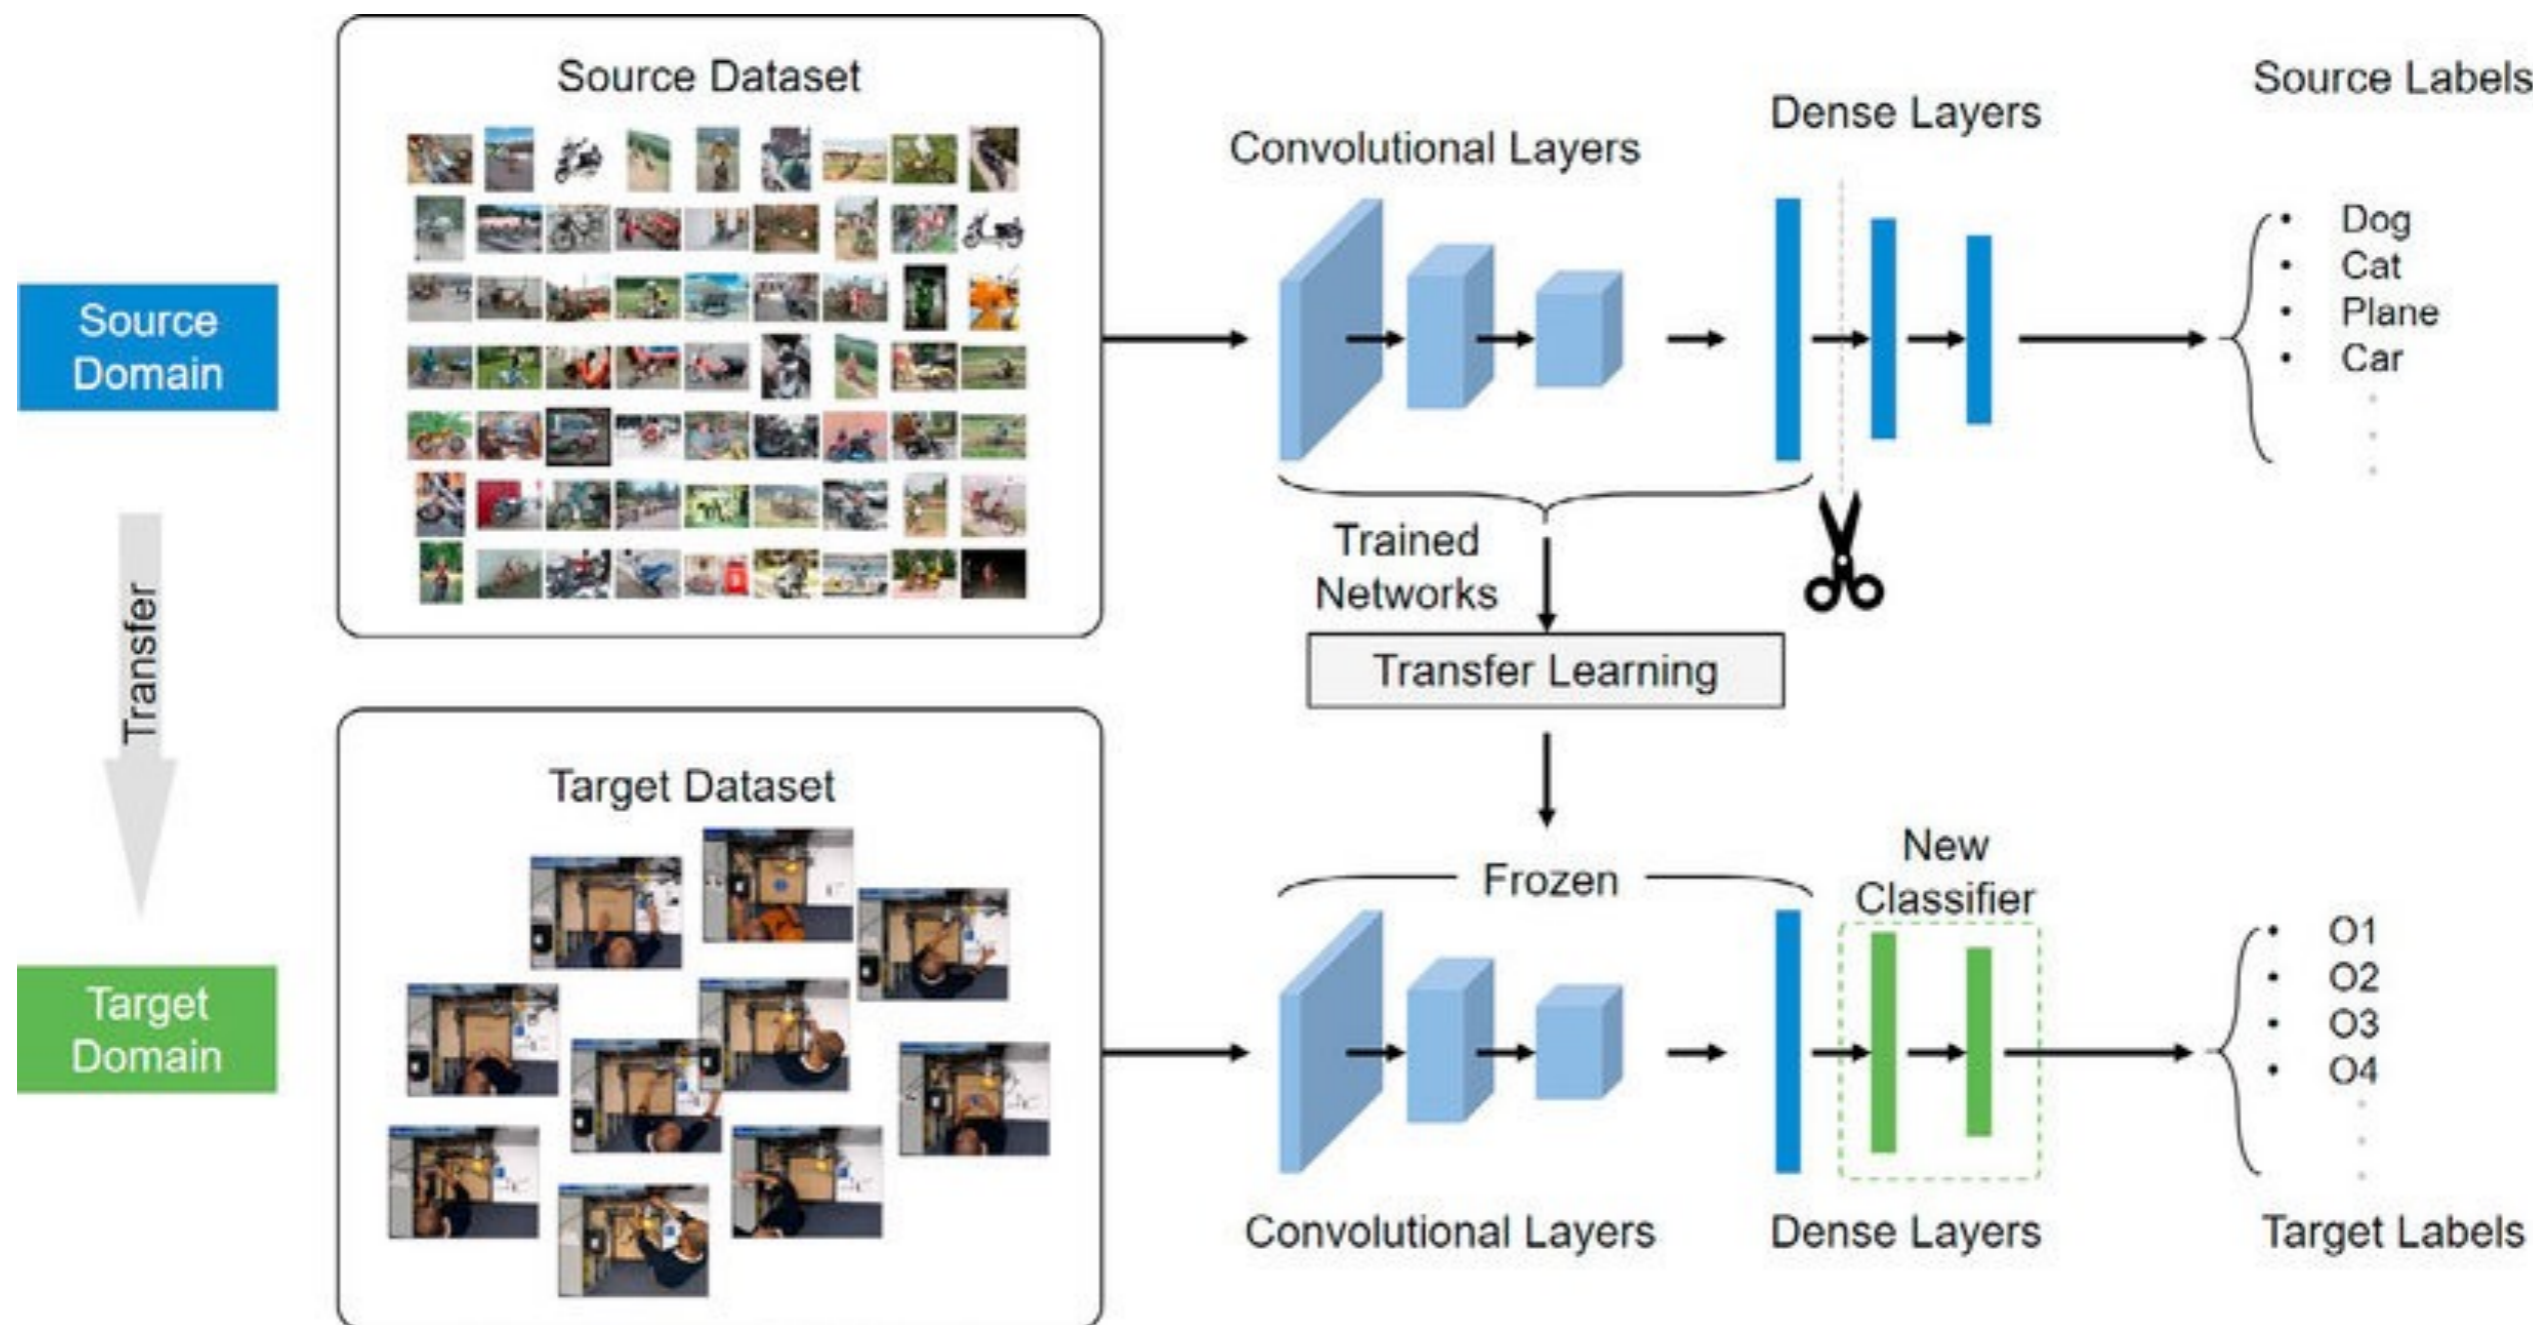 Source Dataset
Source Labels
Dense Layers
Convolutional Layers
Dog
Cat
Plane
Car
Source
Domain
Trained
Networks
Transfer Learning
Transfer
Target Dataset
New
Classifier
Frozen
O1
O2
O3
O4
Target
Domain
Convolutional Layers
Dense Layers
Target Labels